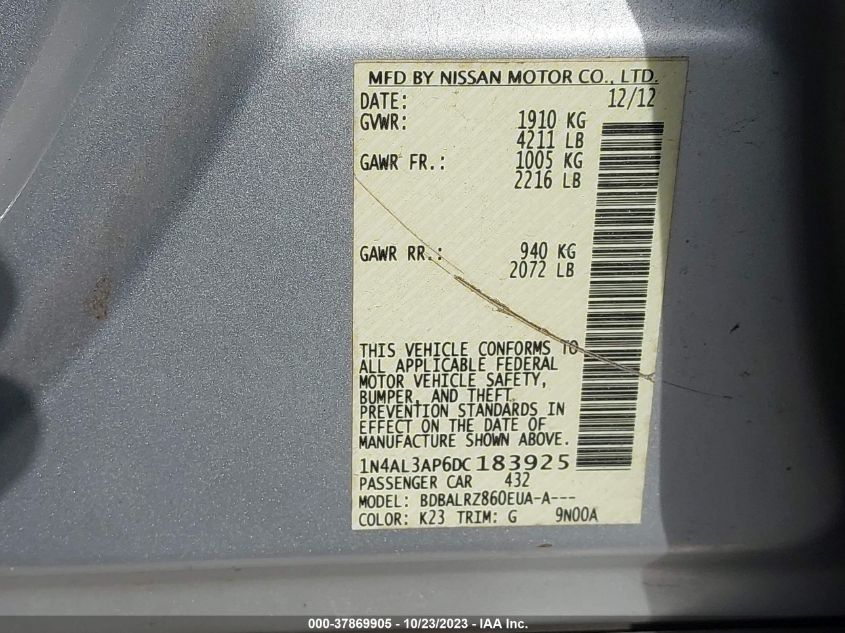 MFD BY NISSAN MOTOR CO., LTD.
DATE: 12/12
GVWR: 1910 KG
4211 LB
GAWR FR.: 1005 KG
2216 LB
GAWR RR.: 940 KG
2072 LB
THIS VEHICLE CONFORMS TO
ALL APPLICABLE FEDERAL
MOTOR VEHICLE SAFETY,
BUMPER, AND THEFT
PREVENTION STANDARDS IN
EFFECT ON THE DATE OF
MANUFACTURE SHOWN ABOVE.
1N4AL3AP6DC183925
PASSENGER CAR 432
MODEL: BDBALRZ860EUA-A---
COLOR: K23 TRIM: G 9N00A
000-37869905 - 10/23/2023 - IAA Inc.